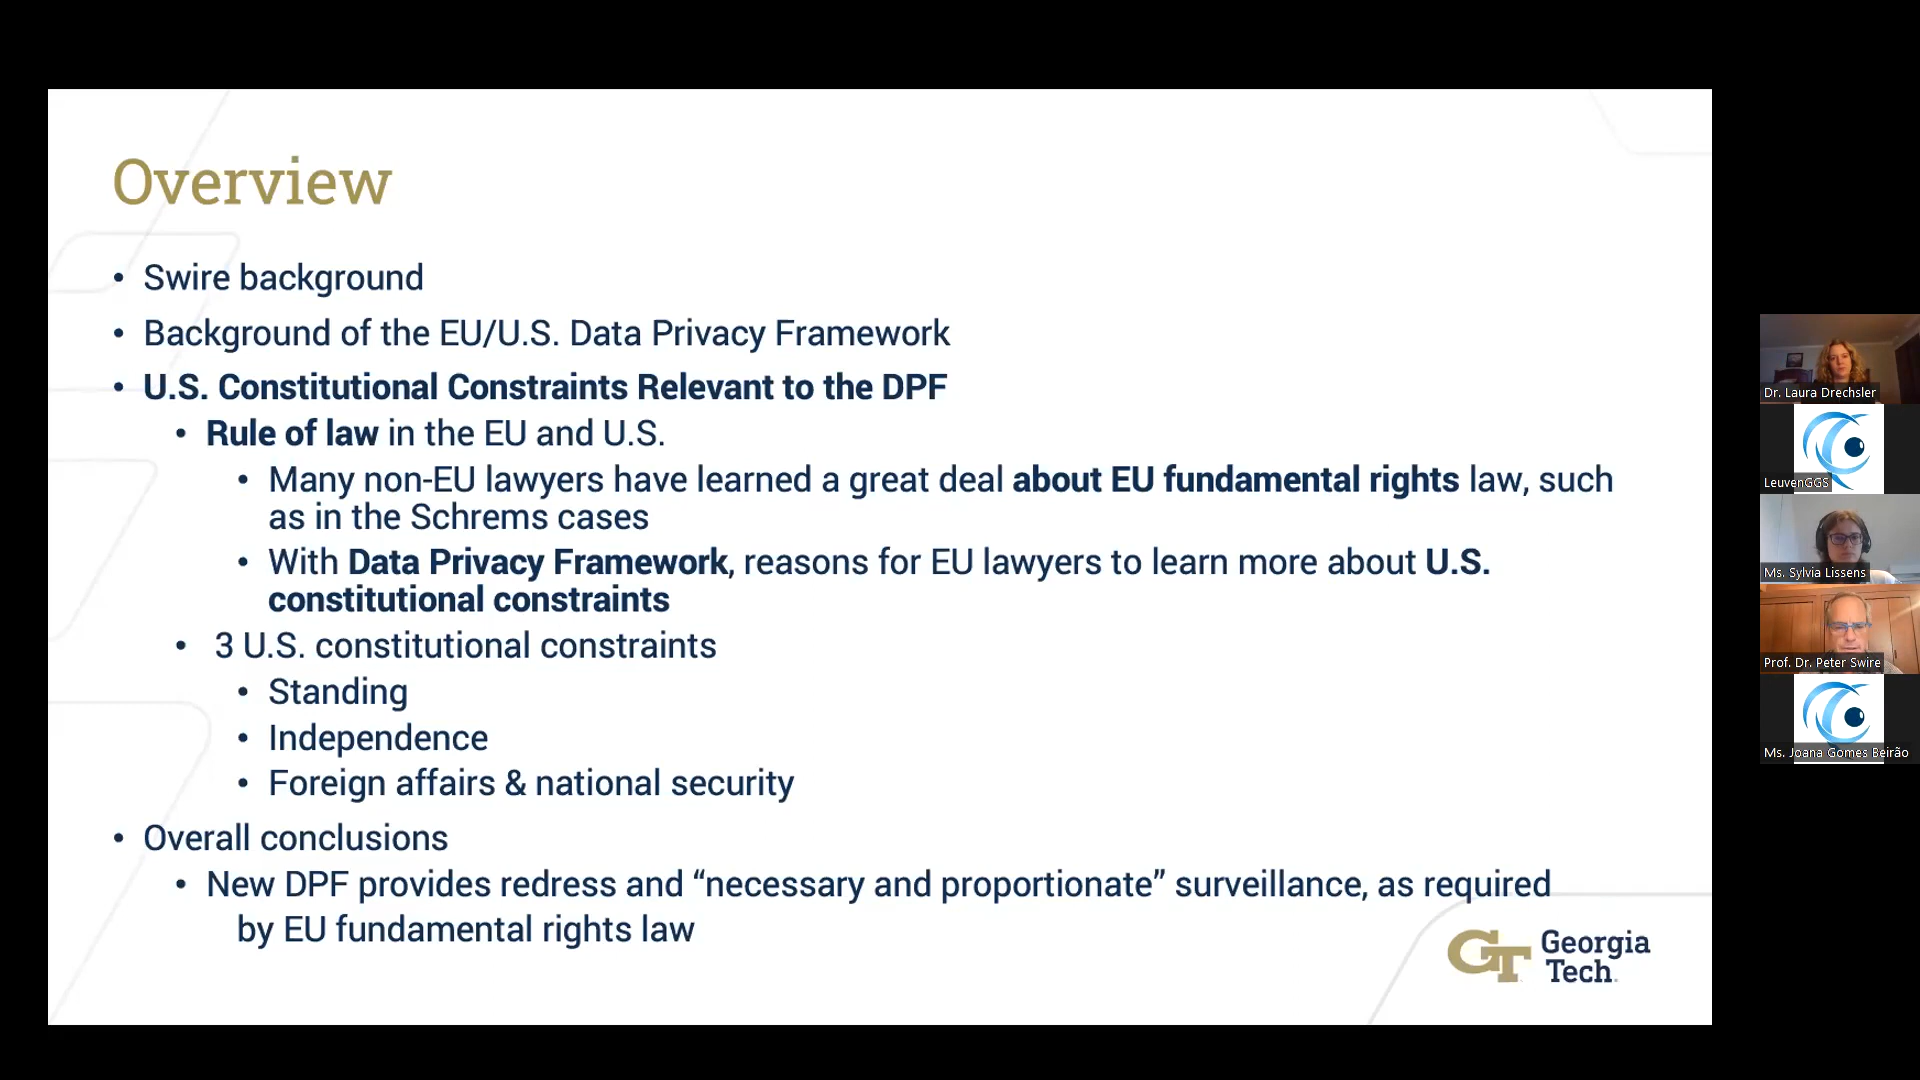 Overview
• Swire background
• Background of the EU/U.S. Data Privacy Framework
• U.S. Constitutional Constraints Relevant to the DPF
• Rule of law in the EU and U.S.
• Many non-EU lawyers have learned a great deal about EU fundamental rights law, such
as in the Schrems cases
• With Data Privacy Framework, reasons for EU lawyers to learn more about U.S.
constitutional constraints
• 3 U.S. constitutional constraints
• Standing
• Independence
• Foreign affairs & national security
• Overall conclusions
• New DPF provides redress and “necessary and proportionate” surveillance, as required
by EU fundamental rights law
GT
Georgia
Tech
Dr. Laura Drechsler
LeuvenGGS
Ms. Sylvia Lissens
Prof. Dr. Peter Swire
Ms. Joana Gomes Beirão